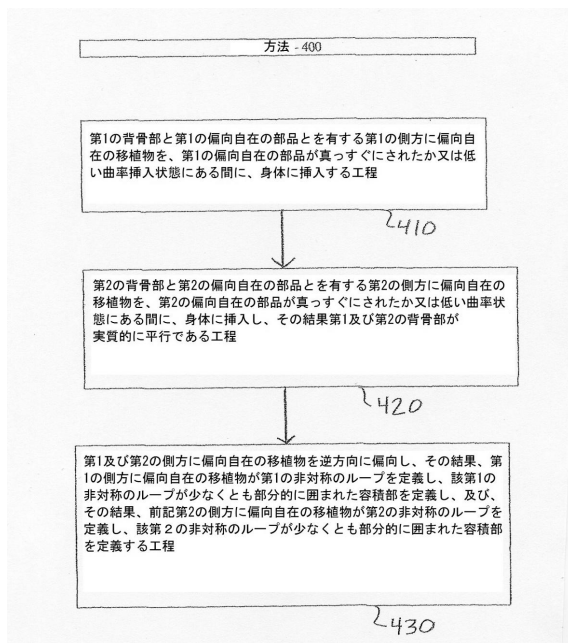 方法 - 400
第1の背骨部と第1の偏向自在の部品とを有する第1の側方に偏向自
在の移植物を、第1の偏向自在の部品が真っすぐにされたか又は低
い曲率挿入状態にある間に、身体に挿入する工程
410
第2の背骨部と第2の偏向自在の部品とを有する第2の側方に偏向自在の
移植物を、第2の偏向自在の部品が真っすぐにされたか又は低い曲率状
態にある間に、身体に挿入し、その結果第1及び第2の背骨部が
実質的に平行である工程
420
第1及び第2の側方に偏向自在の移植物を逆方向に偏向し、その結果、第
1の側方に偏向自在の移植物が第1の非対称のループを定義し、該第1の
非対称のループが少なくとも部分的に囲まれた容積部を定義し、及び、
その結果、前記第2の側方に偏向自在の移植物が第2の非対称のループを
定義し、該第２の非対称のループが少なくとも部分的に囲まれた容積部
を定義する工程
430